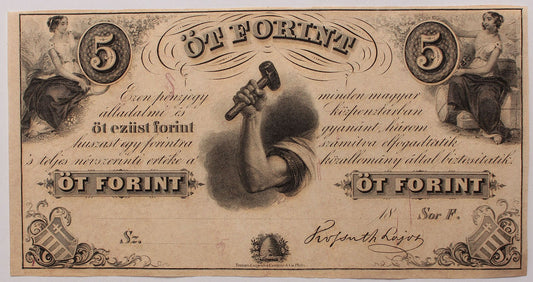 5 ÖT FORINT 5
Ezen pénzjegy minden magyar
álladalmi és közpénztárban
öt ezüst forint gyanánt, három
huszast egy forintra számítva elfogadtatik
's teljes névszerinti értéke a közállomány által biztosíttatik.
ÖT FORINT ÖT FORINT
18 Sor F.
Sz. Kossuth Lajos